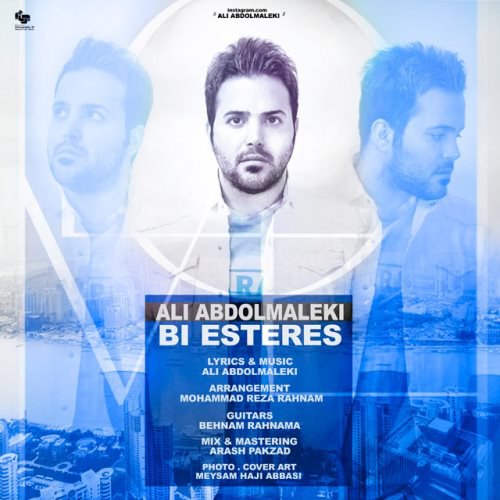 instagram.com
/ ALI ABDOLMALEKI /
ALI ABDOLMALEKI
BI ESTERES
LYRICS & MUSIC
ALI ABDOLMALEKI
ARRANGEMENT
MOHAMMAD REZA RAHNAM
GUITARS
BEHNAM RAHNAMA
MIX & MASTERING
ARASH PAKZAD
PHOTO . COVER ART
MEYSAM HAJI ABBASI